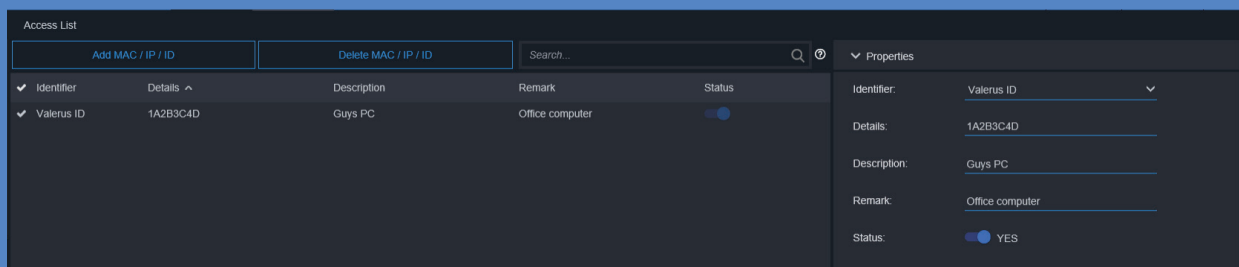 Access List
Add MAC / IP / ID Delete MAC / IP / ID Search...
Identifier Details Description Remark Status
Valerus ID 1A2B3C4D Guys PC Office computer
Properties
Identifier: Valerus ID
Details: 1A2B3C4D
Description: Guys PC
Remark: Office computer
Status: YES